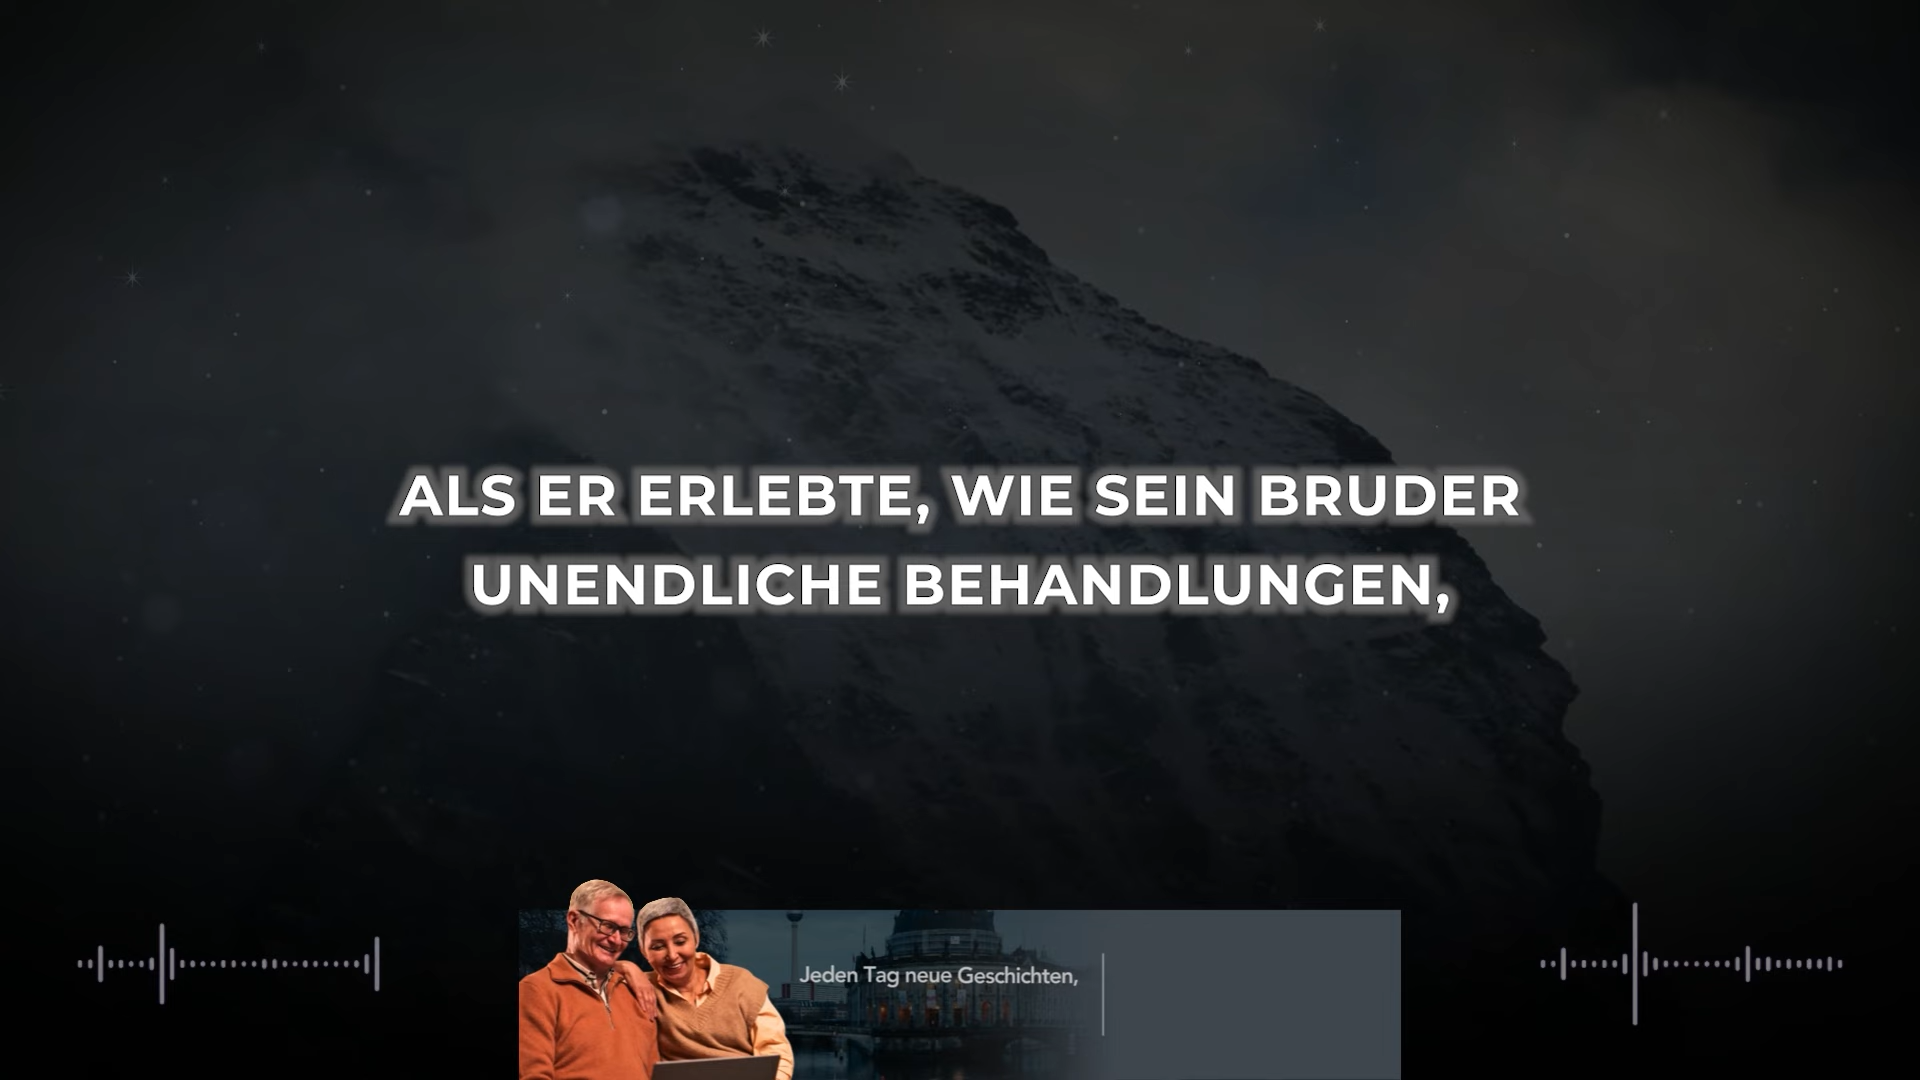 ALS ER ERLEBTE, WIE SEIN BRUDER
UNENDLICHE BEHANDLUNGEN,
Jeden Tag neue Geschichten,